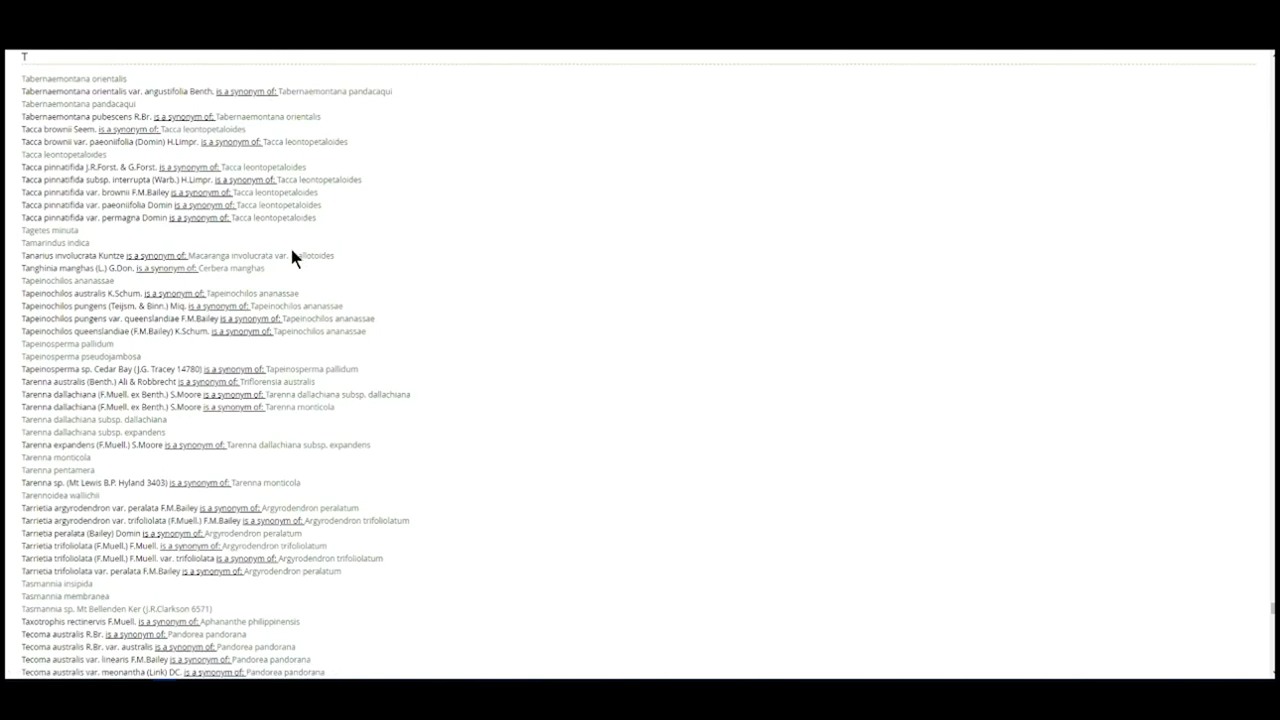 T
Tabernaemontana orientalis
Tabernaemontana orientalis var. angustifolia Benth. is a synonym of: Tabernaemontana pandacaqui
Tabernaemontana pandacaqui
Tabernaemontana pubescens R.Br. is a synonym of: Tabernaemontana orientalis
Tacca brownii Seem. is a synonym of: Tacca leontopetaloides
Tacca brownii var. paeoniifolia (Domin) H.Limpr. is a synonym of: Tacca leontopetaloides
Tacca leontopetaloides
Tacca pinnatifida J.R.Forst. & G.Forst. is a synonym of: Tacca leontopetaloides
Tacca pinnatifida subsp. interrupta (Warb.) H.Limpr. is a synonym of: Tacca leontopetaloides
Tacca pinnatifida var. brownii F.M.Bailey is a synonym of: Tacca leontopetaloides
Tacca pinnatifida var. paeoniifolia Domin is a synonym of: Tacca leontopetaloides
Tacca pinnatifida var. permagna Domin is a synonym of: Tacca leontopetaloides
Tagetes minuta
Tamarindus indica
Tanarius involucrata Kuntze is a synonym of: Macaranga involucrata var.
Tanghinia manghas (L.) G.Don. is a synonym of: Cerbera manghas
Tapeinochilos ananassae
Tapeinochilos australis K.Schum. is a synonym of: Tapeinochilos ananassae
Tapeinochilos pungens (Teijsm. & Binn.) Miq. is a synonym of: Tapeinochilos ananassae
Tapeinochilos pungens var. queenslandiae F.M.Bailey is a synonym of: Tapeinochilos ananassae
Tapeinochilos queenslandiae (F.M.Bailey) K.Schum. is a synonym of: Tapeinochilos ananassae
Tapeinosperma pallidum
Tapeinosperma pseudojambosa
Tapeinosperma sp. Cedar Bay (J.G. Tracey 14780) is a synonym of: Tapeinosperma pallidum
Tarenna australis (Benth.) Ali & Robbrecht is a synonym of: Triflorensia australis
Tarenna dallachiana (F.Muell. ex Benth.) S.Moore is a synonym of: Tarenna dallachiana subsp. dallachiana
Tarenna dallachiana (F.Muell. ex Benth.) S.Moore is a synonym of: Tarenna monticola
Tarenna dallachiana subsp. dallachiana
Tarenna dallachiana subsp. expandens
Tarenna expandens (F.Muell.) S.Moore is a synonym of: Tarenna dallachiana subsp. expandens
Tarenna monticola
Tarenna pentamera
Tarenna sp. (Mt Lewis B.P. Hyland 3403) is a synonym of: Tarenna monticola
Tarennoidea wallichii
Tarrietia argyrodendron var. peralata F.M.Bailey is a synonym of: Argyrodendron peralatum
Tarrietia argyrodendron var. trifoliolata (F.Muell.) F.M.Bailey is a synonym of: Argyrodendron trifoliolatum
Tarrietia peralata (Bailey) Domin is a synonym of: Argyrodendron peralatum
Tarrietia trifoliolata (F.Muell.) F.Muell. is a synonym of: Argyrodendron trifoliolatum
Tarrietia trifoliolata (F.Muell.) F.Muell. var. trifoliolata is a synonym of: Argyrodendron trifoliolatum
Tarrietia trifoliolata var. peralata F.M.Bailey is a synonym of: Argyrodendron peralatum
Tasmannia insipida
Tasmannia membranea
Tasmannia sp. Mt Bellenden Ker (J.R.Clarkson 6571)
Taxotrophis rectinervis F.Muell. is a synonym of: Aphananthe philippinensis
Tecoma australis R.Br. is a synonym of: Pandorea pandorana
Tecoma australis R.Br. var. australis is a synonym of: Pandorea pandorana
Tecoma australis var. linearis F.M.Bailey is a synonym of: Pandorea pandorana
Tecoma australis var. meonantha (Link) DC. is a synonym of: Pandorea pandorana